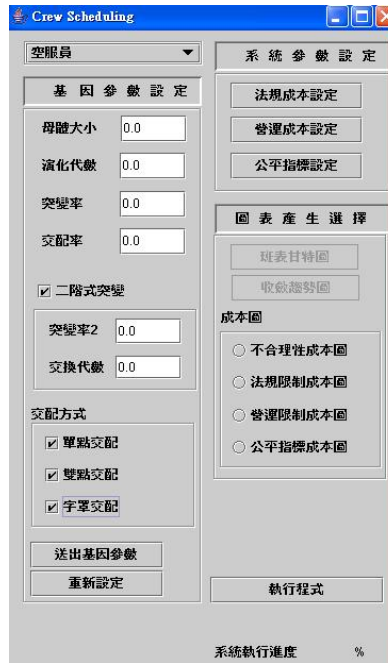 Crew Scheduling
空服員
基因參數設定
母體大小 0.0
演化代數 0.0
突變率 0.0
交配率 0.0
二階式突變
突變率2 0.0
交換代數 0.0
交配方式
單點交配
雙點交配
字罩交配
送出基因參數
重新設定
系統參數設定
法規成本設定
營運成本設定
公平指標設定
圖表產生選擇
班表甘特圖
收斂趨勢圖
成本圖
不合理性成本圖
法規限制成本圖
營運限制成本圖
公平指標成本圖
執行程式
系統執行進度 %